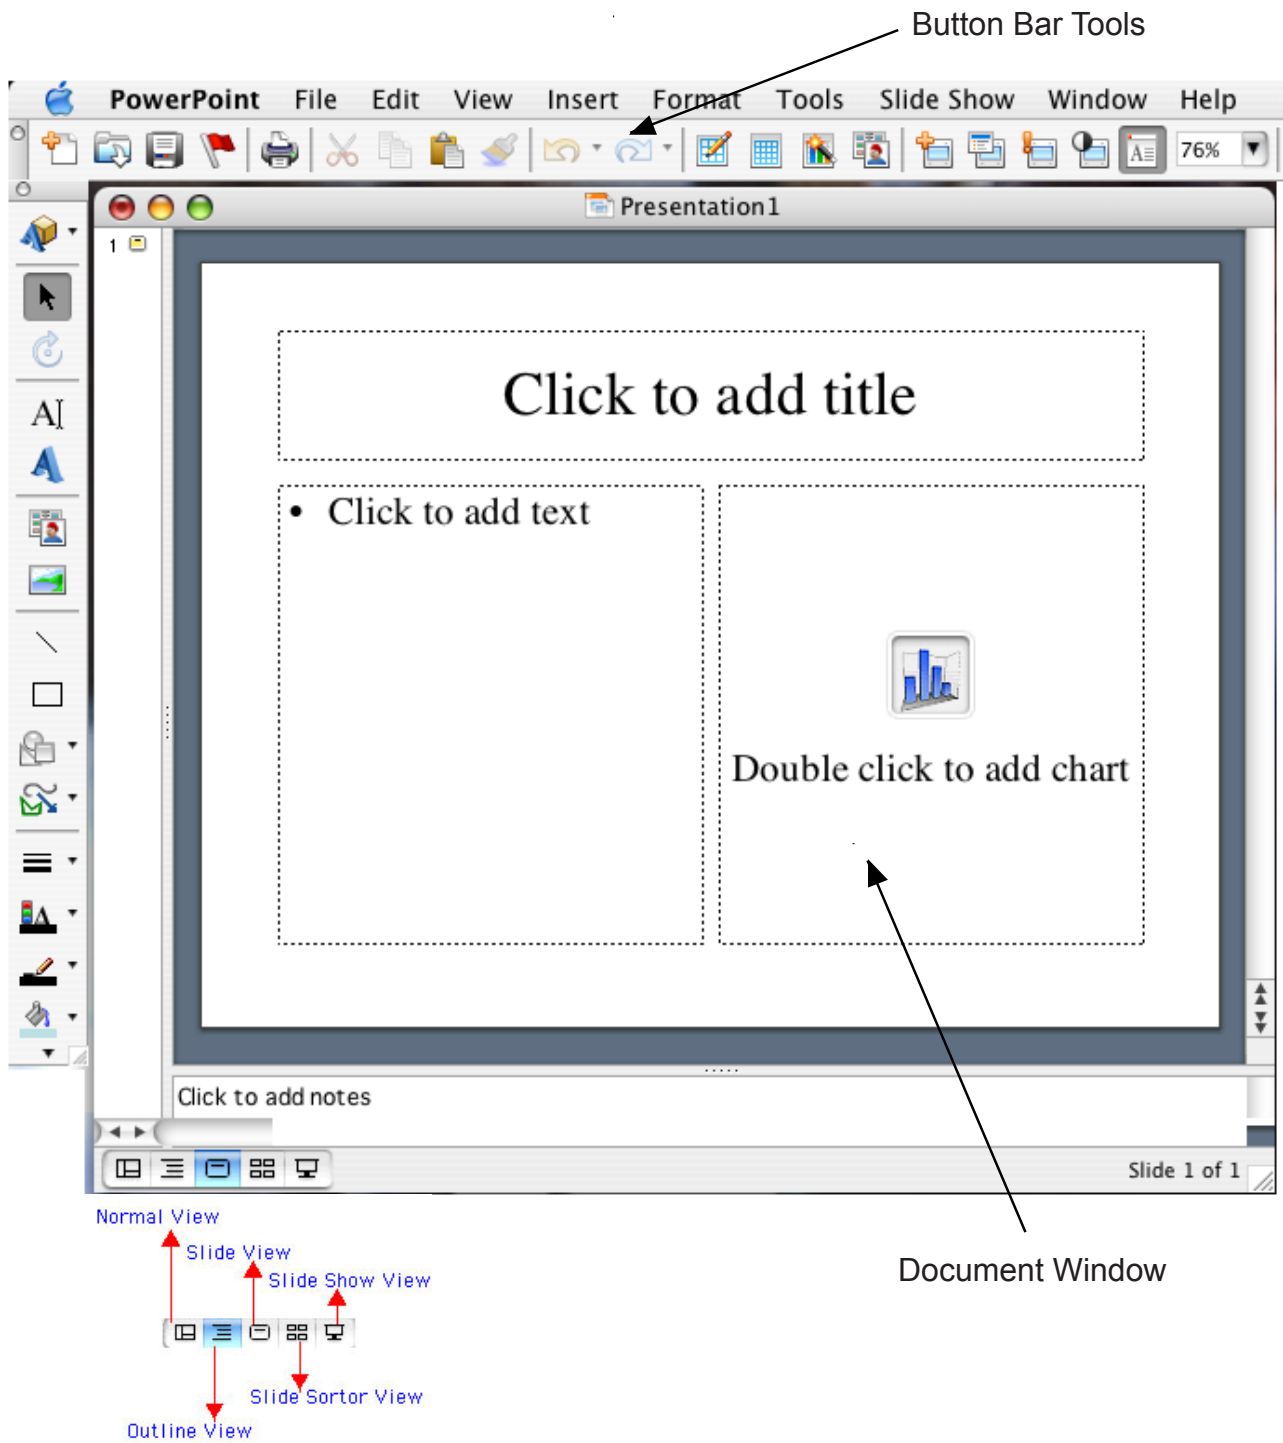 Button Bar Tools
PowerPoint File Edit View Insert Format Tools Slide Show Window Help
76%
Presentation1
1
Click to add title
• Click to add text
Double click to add chart
Click to add notes
Slide 1 of 1
Normal View
Slide View
Slide Show View
Document Window
Slide Sortor View
Outline View